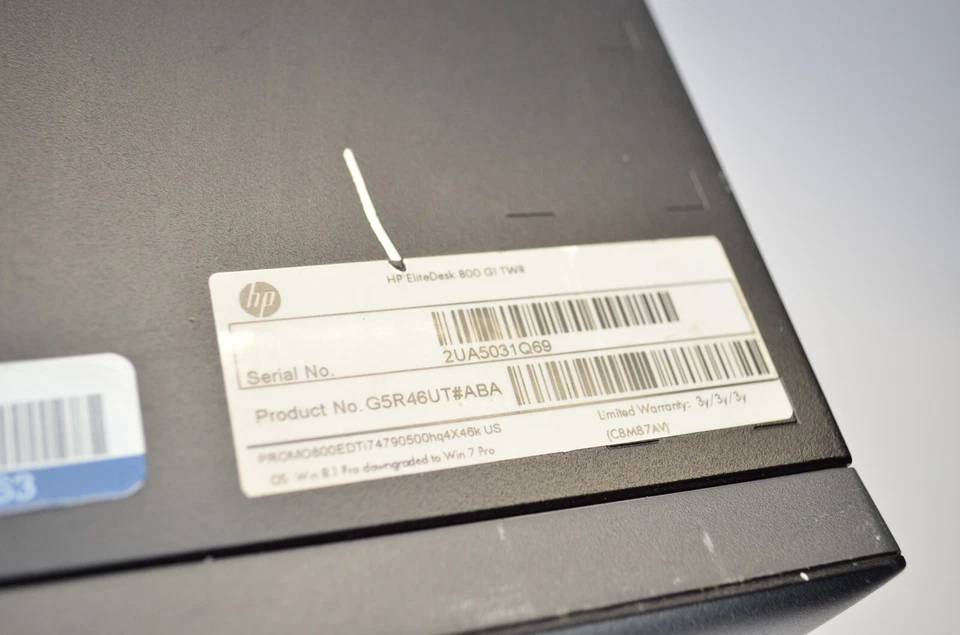 HP EliteDesk 800 G1 TWR
hp
Serial No.
2UA5031Q69
Product No. G5R46UT#ABA
PROMO800EDTi74790500hq4X46k US
Limited Warranty: 3y/3y/3y
OS: Win 8.1 Pro downgraded to Win 7 Pro
(C8M87AV)
63